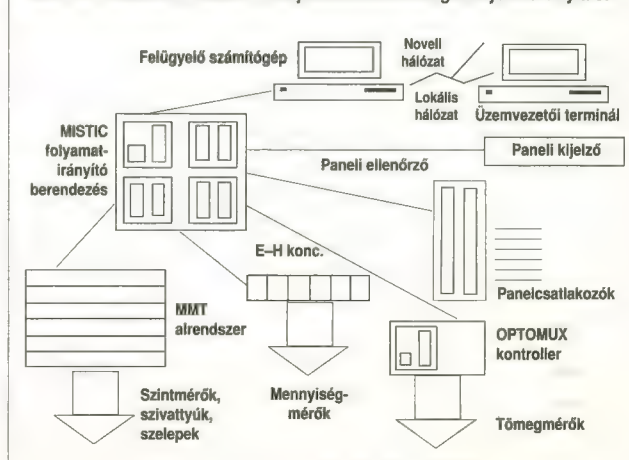 Felügyelő számítógép
Novell
hálózat
Lokális
hálózat
Üzemvezetői terminál
MISTIC
folyamat-
irányító
berendezés
Paneli ellenőrző
Paneli kijelző
E–H konc.
Panelcsatlakozók
MMT
alrendszer
OPTOMUX
kontroller
Szintmérők,
szivattyúk,
szelepek
Mennyiség-
mérők
Tömegmérők